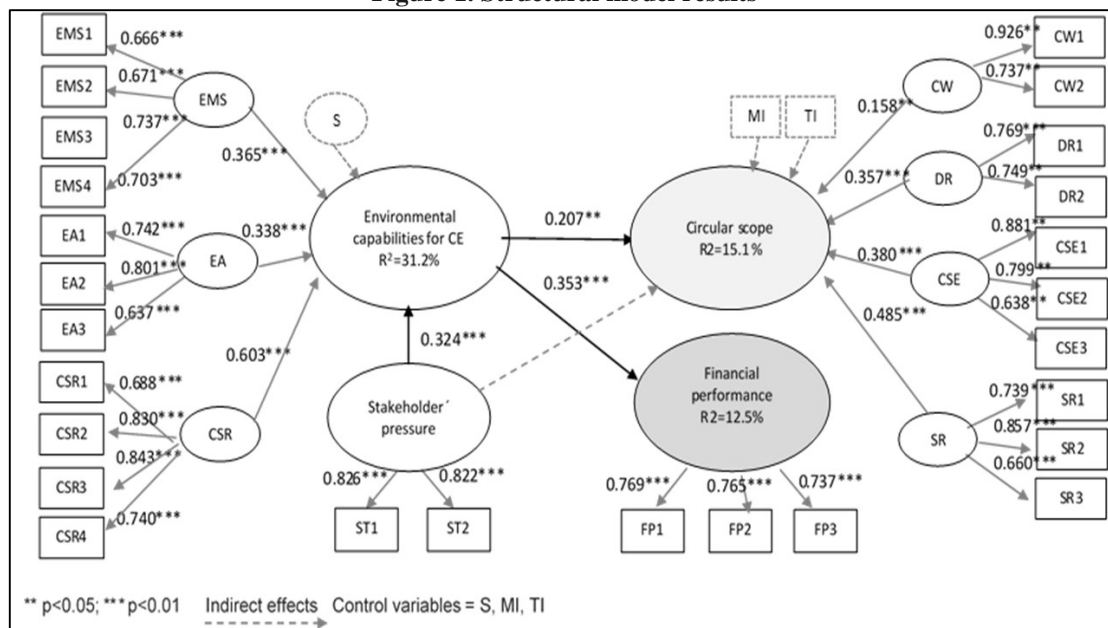 Figure 2. Structural model results
EMS1
0.666***
EMS2
0.671***
EMS
EMS3
0.737***
0.365***
EMS4
0.703***
S
EA1
0.742***
0.338***
EA2
0.801***
EA
EA3
0.637***
0.603***
CSR1
0.688***
CSR2
0.830***
CSR
CSR3
0.843***
CSR4
0.740***
Environmental
capabilities for CE
R²=31.2%
0.324***
Stakeholder´
pressure
0.826***
0.822***
ST1
ST2
0.207**
0.353***
MI
TI
Circular scope
R2=15.1%
Financial
performance
R2=12.5%
0.769***
0.765***
0.737***
FP1
FP2
FP3
0.926**
CW1
CW
0.737**
CW2
0.158**
0.769***
DR1
0.357***
DR
0.749**
DR2
0.881**
CSE1
0.380***
CSE
0.799**
CSE2
0.638**
0.485***
CSE3
0.739***
SR1
0.857***
SR
SR2
0.660***
SR3
** p<0.05; ***p<0.01 Indirect effects Control variables = S, MI, TI